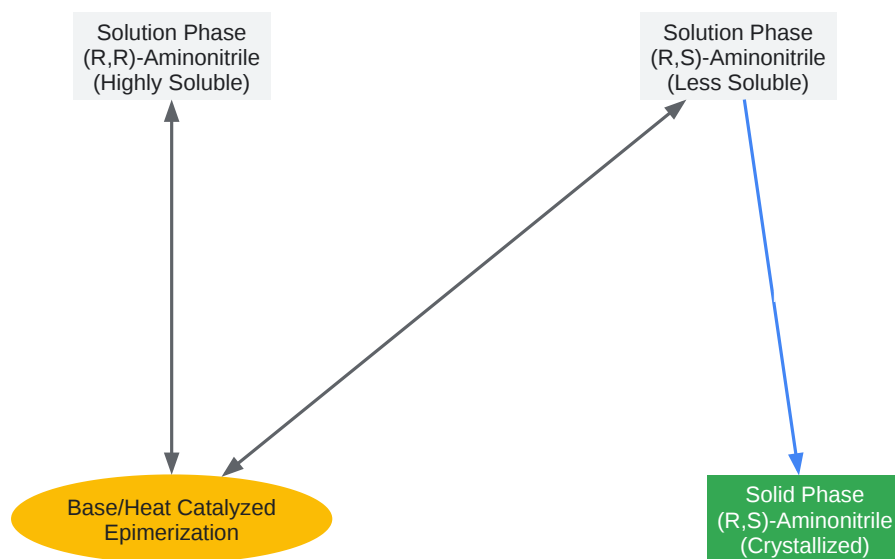 Solution Phase
(R,R)-Aminonitrile
(Highly Soluble)
Solution Phase
(R,S)-Aminonitrile
(Less Soluble)
Base/Heat Catalyzed
Epimerization
Solid Phase
(R,S)-Aminonitrile
(Crystallized)